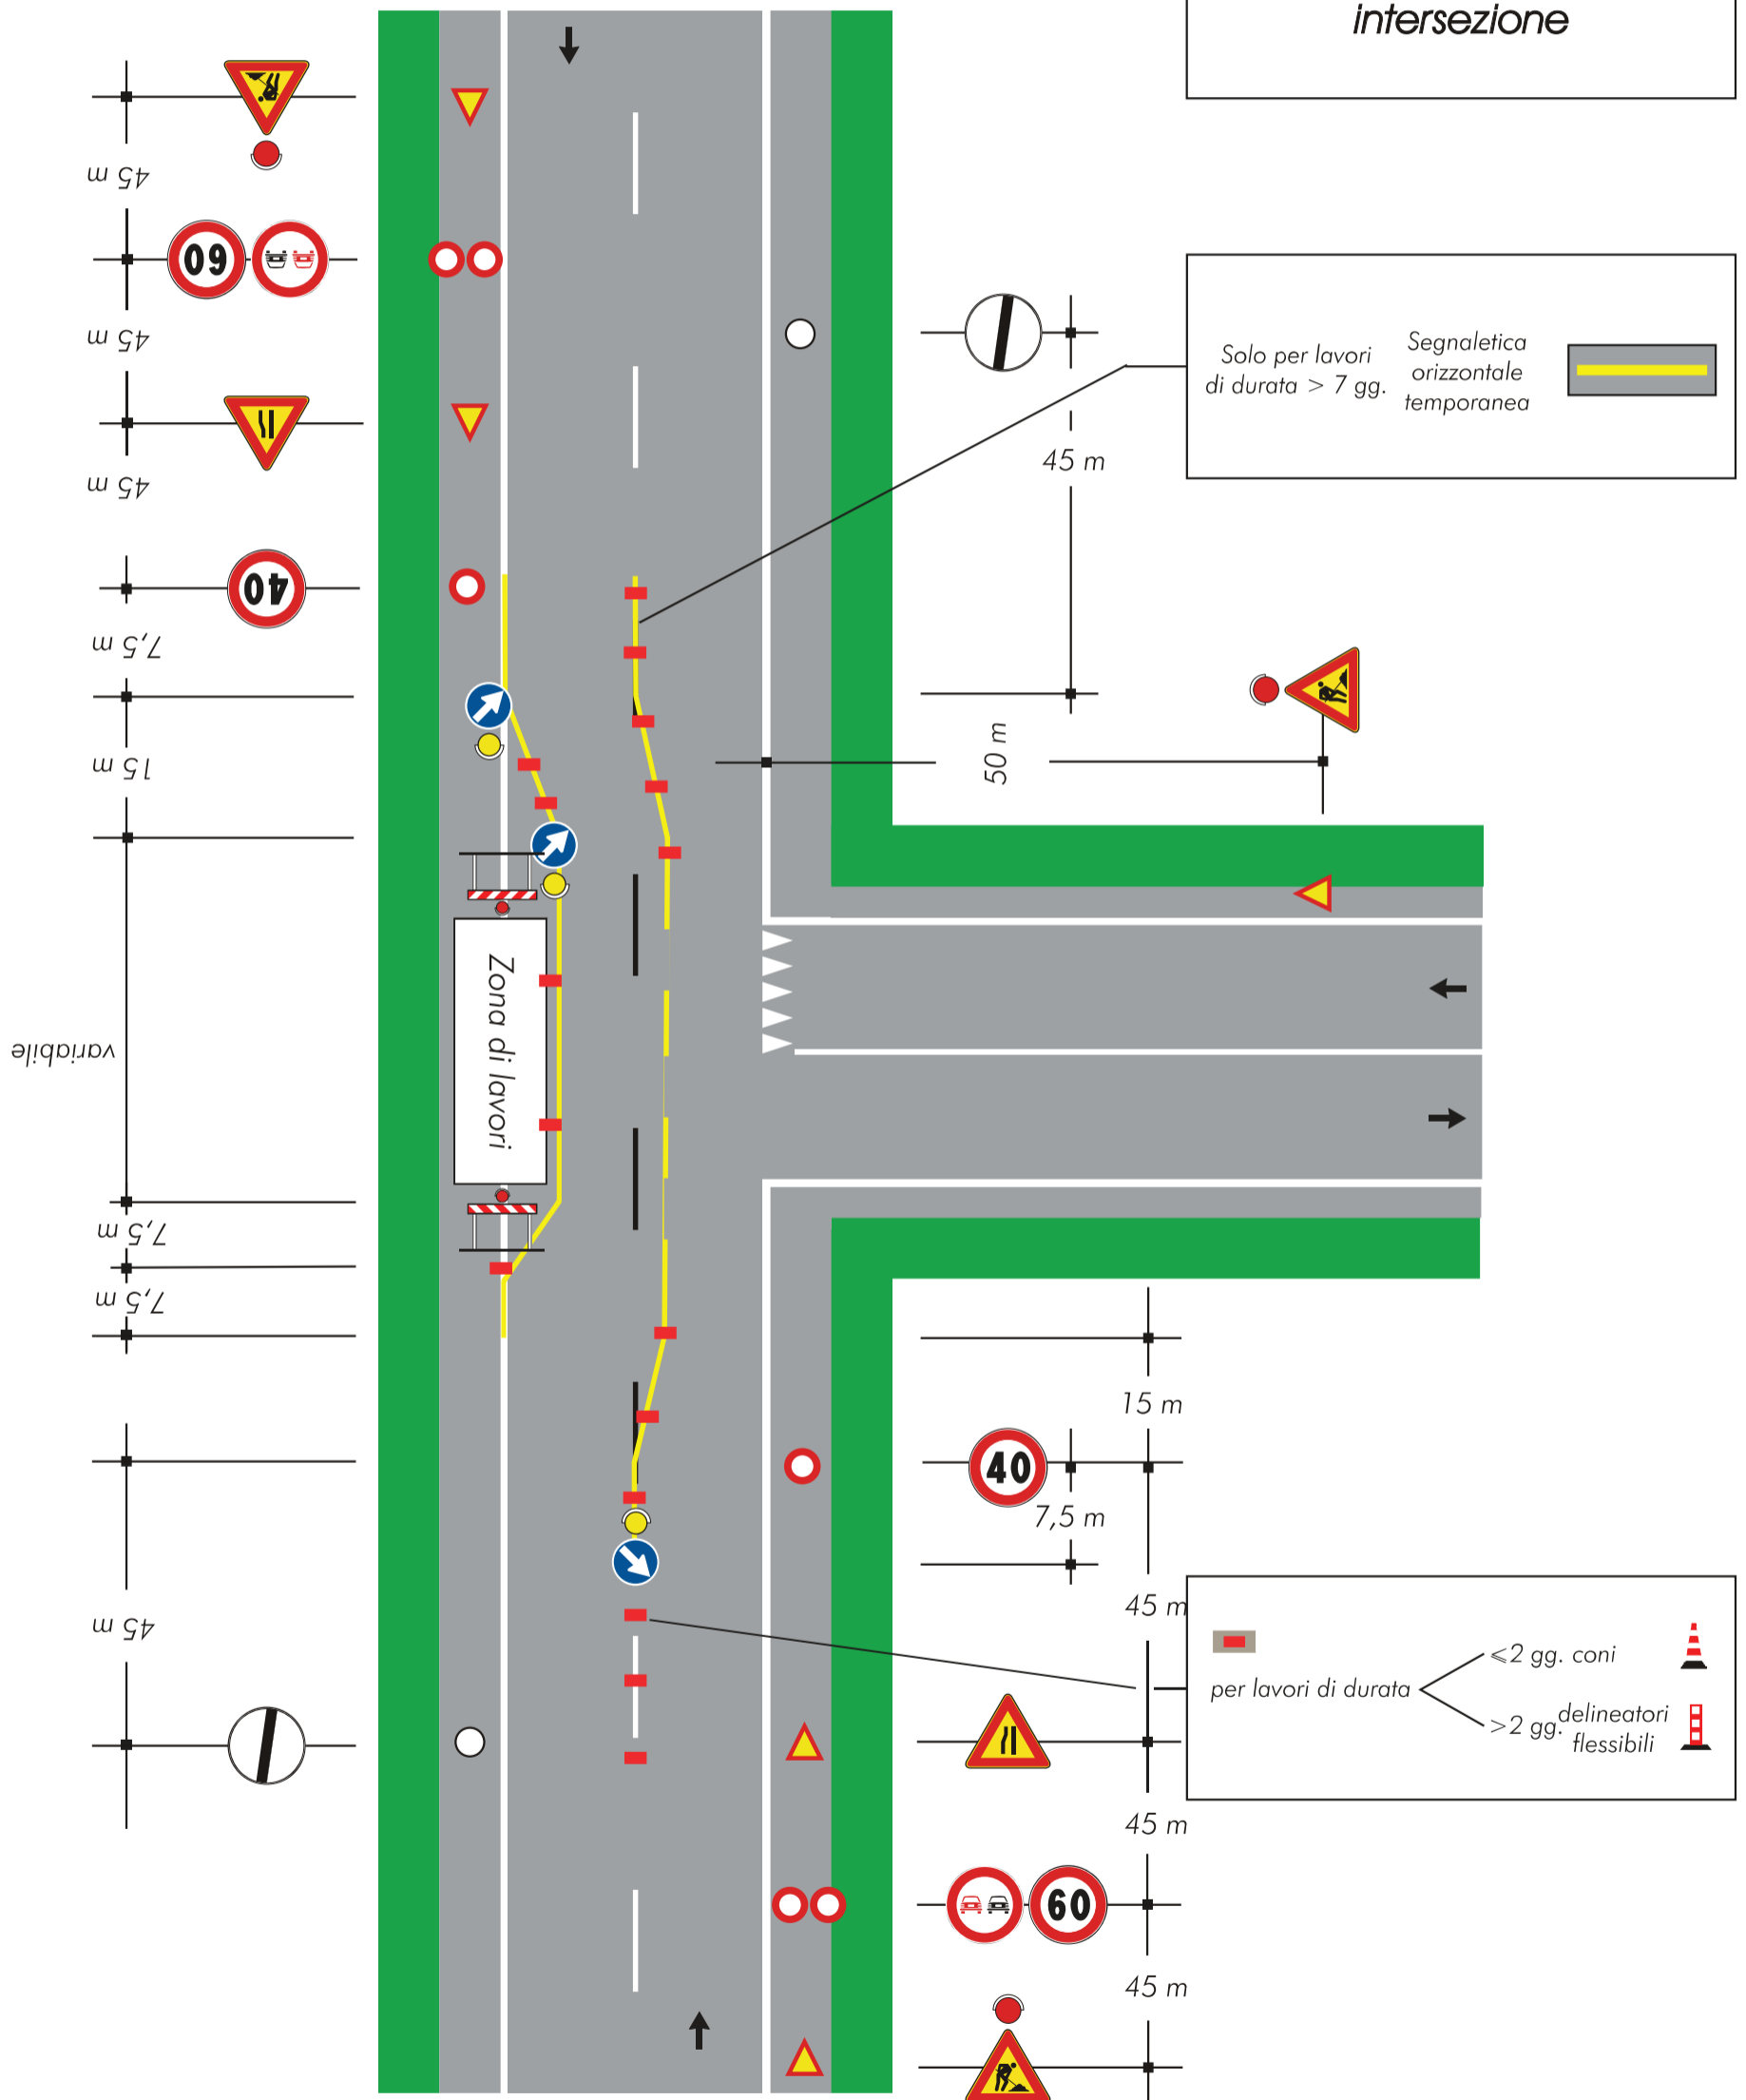 intersezione
45 m
60
45 m
45 m
40
7,5 m
15 m
Zona di lavori
variabile
7,5 m
7,5 m
45 m
Solo per lavori
di durata > 7 gg.
Segnaletica
orizzontale
temporanea
45 m
50 m
15 m
40
7,5 m
45 m
per lavori di durata
≤2 gg. coni
>2 gg. delineatori
flessibili
45 m
60
45 m